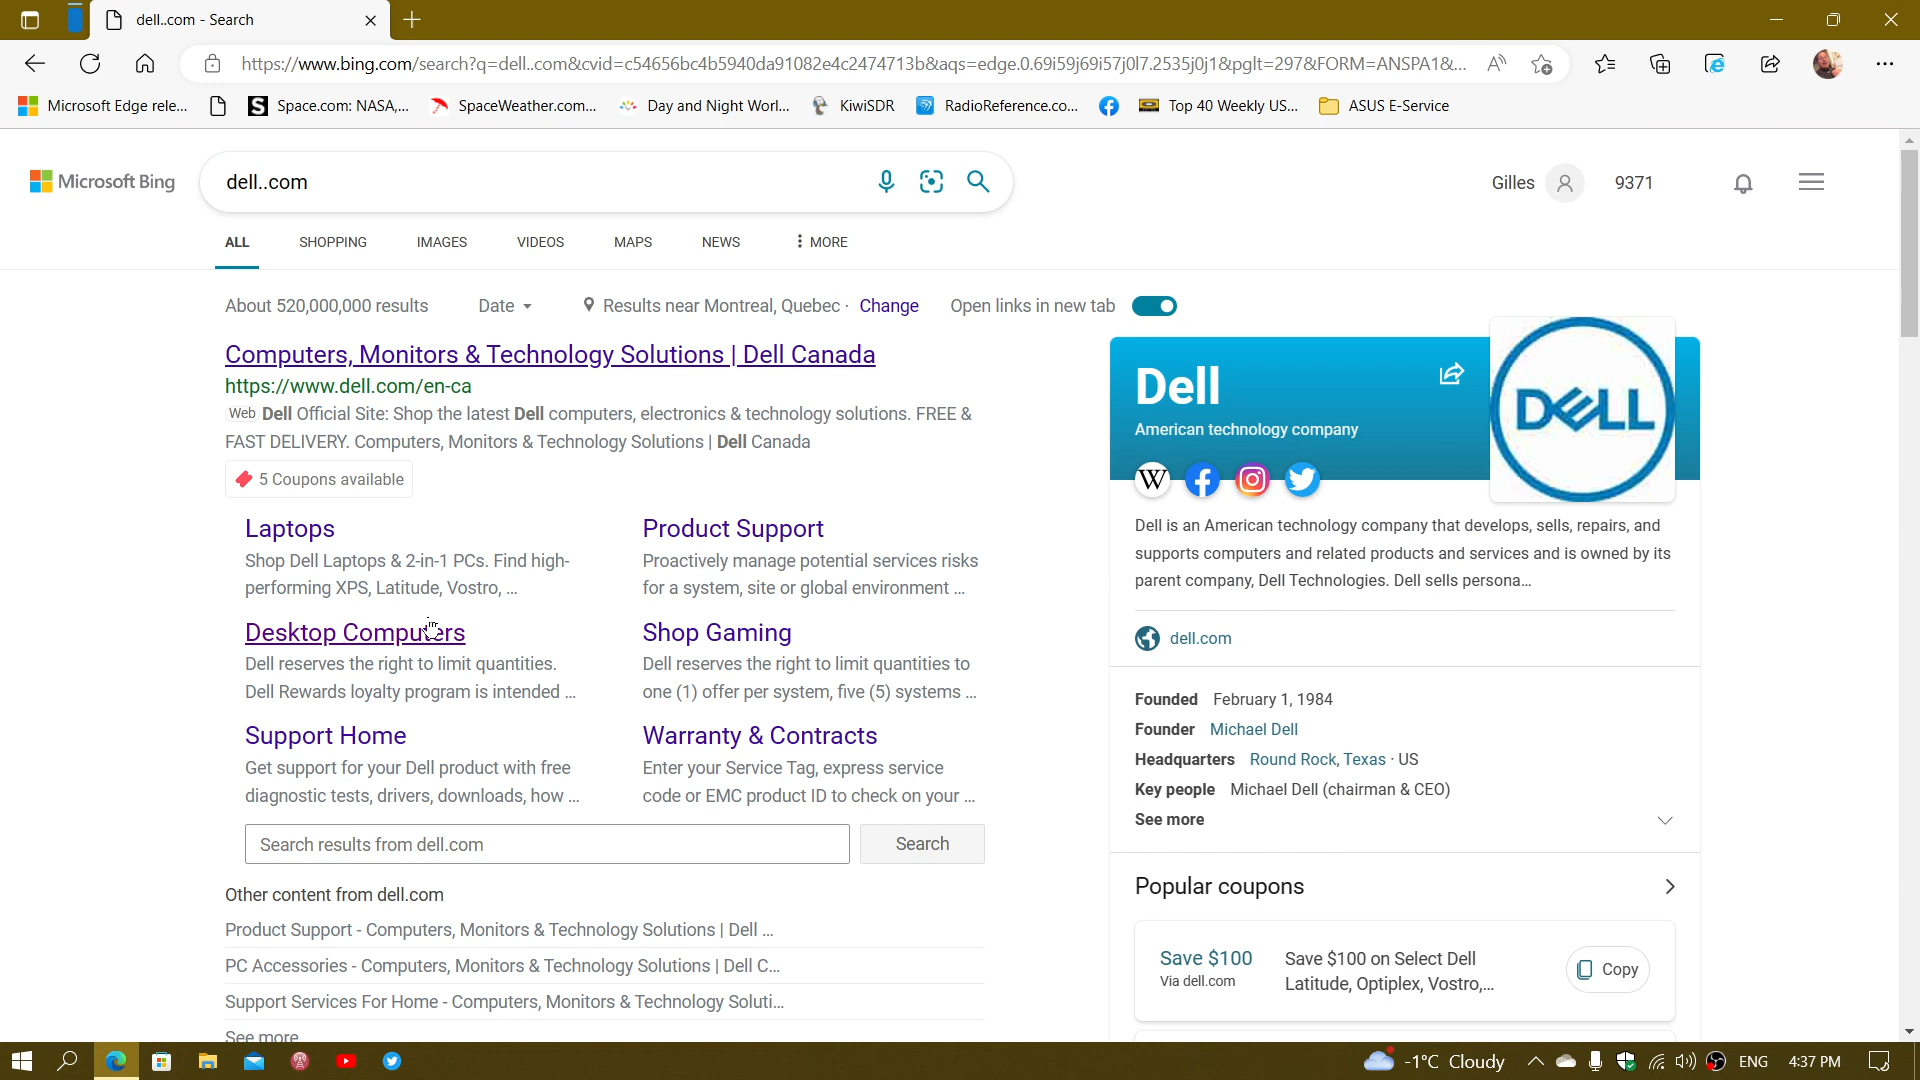 dell..com - Search
https://www.bing.com/search?q=dell..com&cvid=c54656bc4b5940da91082e4c2474713b&aqs=edge.0.69i59j69i57j0l7.2535j0j1&pglt=297&FORM=ANSPA1&...
Microsoft Edge rele... Space.com: NASA,... SpaceWeather.com... Day and Night Worl... KiwiSDR RadioReference.co... Top 40 Weekly US... ASUS E-Service
Microsoft Bing dell..com Gilles 9371
ALL SHOPPING IMAGES VIDEOS MAPS NEWS MORE
About 520,000,000 results Date Results near Montreal, Quebec · Change Open links in new tab
Computers, Monitors & Technology Solutions | Dell Canada
https://www.dell.com/en-ca
Web Dell Official Site: Shop the latest Dell computers, electronics & technology solutions. FREE &
FAST DELIVERY. Computers, Monitors & Technology Solutions | Dell Canada
5 Coupons available
Laptops
Shop Dell Laptops & 2-in-1 PCs. Find high-
performing XPS, Latitude, Vostro, ...
Product Support
Proactively manage potential services risks
for a system, site or global environment ...
Desktop Computers
Dell reserves the right to limit quantities.
Dell Rewards loyalty program is intended ...
Shop Gaming
Dell reserves the right to limit quantities to
one (1) offer per system, five (5) systems ...
Support Home
Get support for your Dell product with free
diagnostic tests, drivers, downloads, how ...
Warranty & Contracts
Enter your Service Tag, express service
code or EMC product ID to check on your ...
Search results from dell.com Search
Other content from dell.com
Product Support - Computers, Monitors & Technology Solutions | Dell ...
PC Accessories - Computers, Monitors & Technology Solutions | Dell C...
Support Services For Home - Computers, Monitors & Technology Soluti...
See more
Dell
American technology company
DELL
W
Dell is an American technology company that develops, sells, repairs, and
supports computers and related products and services and is owned by its
parent company, Dell Technologies. Dell sells persona...
dell.com
Founded February 1, 1984
Founder Michael Dell
Headquarters Round Rock, Texas · US
Key people Michael Dell (chairman & CEO)
See more
Popular coupons
Save $100
Via dell.com
Save $100 on Select Dell
Latitude, Optiplex, Vostro,...
Copy
-1°C Cloudy ENG 4:37 PM